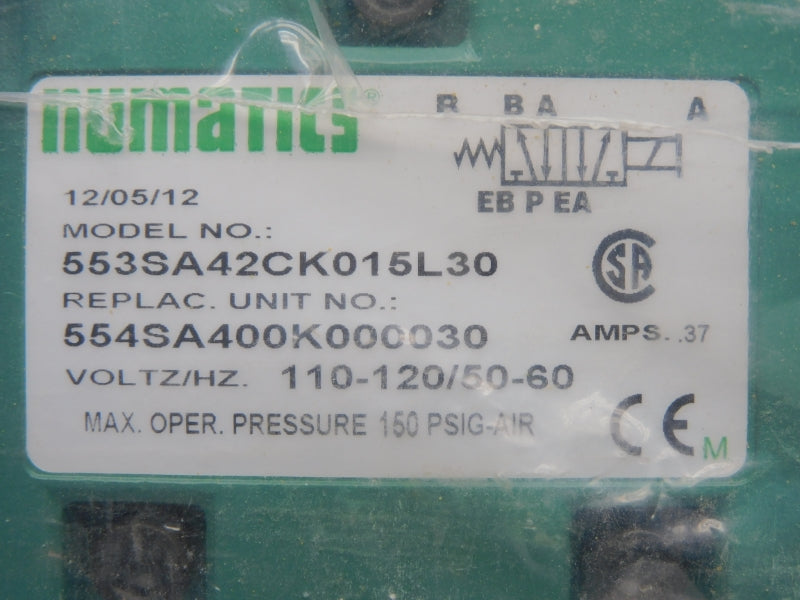 numatics®
B BA A
EB P EA
12/05/12
MODEL NO.:
553SA42CK015L30
REPLAC. UNIT NO.:
554SA400K000030
SA
AMPS. .37
VOLTZ/HZ. 110-120/50-60
MAX. OPER. PRESSURE 150 PSIG-AIR
CE M